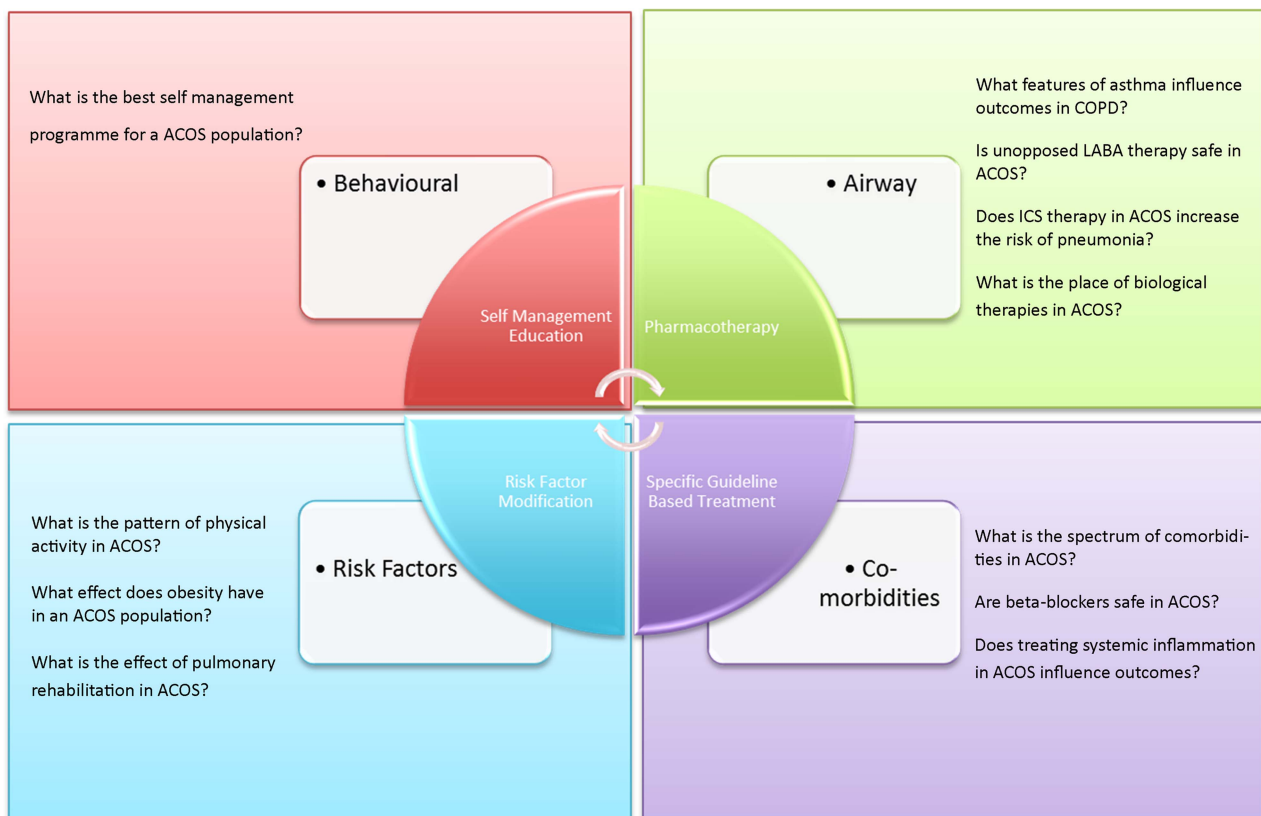 What is the best self management
programme for a ACOS population?
• Behavioural
Self Management
Education
What features of asthma influence
outcomes in COPD?
Is unopposed LABA therapy safe in
ACOS?
Does ICS therapy in ACOS increase
the risk of pneumonia?
What is the place of biological
therapies in ACOS?
• Airway
Pharmacotherapy
What is the pattern of physical
activity in ACOS?
What effect does obesity have
in an ACOS population?
What is the effect of pulmonary
rehabilitation in ACOS?
• Risk Factors
Risk Factor
Modification
Specific Guideline
Based Treatment
• Co-
morbidities
What is the spectrum of comorbidi-
ties in ACOS?
Are beta-blockers safe in ACOS?
Does treating systemic inflammation
in ACOS influence outcomes?